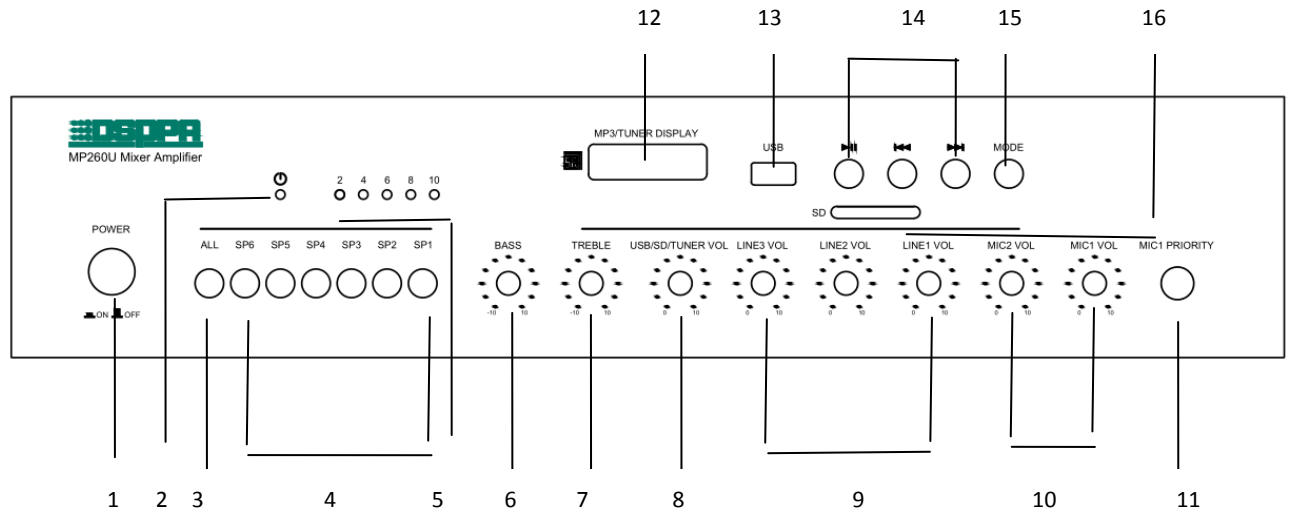 12 13 14 15 16
DSPPA
MP260U Mixer Amplifier
MP3/TUNER DISPLAY USB MODE
2 4 6 8 10
SD
POWER
ALL SP6 SP5 SP4 SP3 SP2 SP1 BASS TREBLE USB/SD/TUNER VOL LINE3 VOL LINE2 VOL LINE1 VOL MIC2 VOL MIC1 VOL MIC1 PRIORITY
ON OFF
-10 10 -10 10 0 10 0 10 0 10 0 10 0 10 0 10
1 2 3 4 5 6 7 8 9 10 11